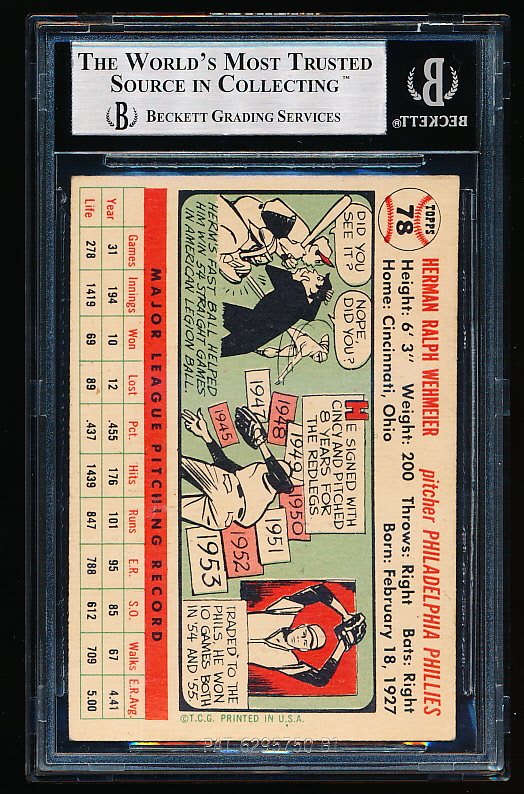 THE WORLD'S MOST TRUSTED
SOURCE IN COLLECTING™
BECKETT GRADING SERVICES
BECKETT®
TOPPS
78
HERMAN RALPH WEHMEIER pitcher PHILADELPHIA PHILLIES
Height: 6' 3" Weight: 200 Throws: Right Bats: Right
Home: Cincinnati, Ohio Born: February 18, 1927
DID YOU
SEE IT?
NOPE,
DID YOU?
HERM'S FAST BALL HELPED
HIM WIN 54 STRAIGHT GAMES
IN AMERICAN LEGION BALL.
HE SIGNED WITH
CINCY AND PITCHED
8 YEARS FOR
THE REDLEGS
1945
1947
1948
1949
1950
1951
1952
1953
TRADED TO THE
PHILS, HE WON
10 GAMES BOTH
IN '54 AND '55.
©T.C.G. PRINTED IN U.S.A.
MAJOR LEAGUE PITCHING RECORD
Games Innings Won Lost Pct. Hits Runs E.R. S.O. Walks E.R.Avg.
Year 31 194 10 12 .455 176 101 95 85 67 4.41
Life 278 1419 69 89 .437 1439 847 788 612 709 5.00